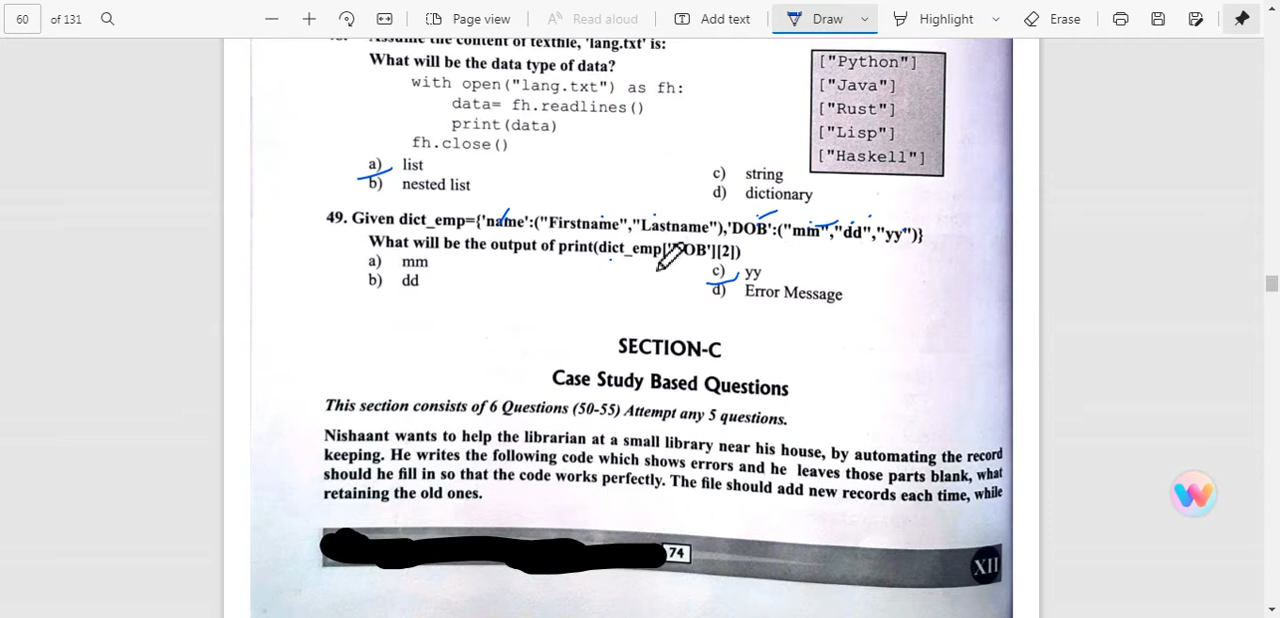 60 of 131 Page view Read aloud Add text Draw Highlight Erase
Assume the content of textfile, 'lang.txt' is:
What will be the data type of data?
with open("lang.txt") as fh:
data= fh.readlines()
print(data)
fh.close()
["Python"]
["Java"]
["Rust"]
["Lisp"]
["Haskell"]
a) list
b) nested list
c) string
d) dictionary
49. Given dict_emp={'name':("Firstname","Lastname"),'DOB':("mm","dd","yy")}
What will be the output of print(dict_emp['DOB'][2])
a) mm
b) dd
c) yy
d) Error Message
SECTION-C
Case Study Based Questions
This section consists of 6 Questions (50-55) Attempt any 5 questions.
Nishaant wants to help the librarian at a small library near his house, by automating the record
keeping. He writes the following code which shows errors and he leaves those parts blank, what
should he fill in so that the code works perfectly. The file should add new records each time, while
retaining the old ones.
74
XII